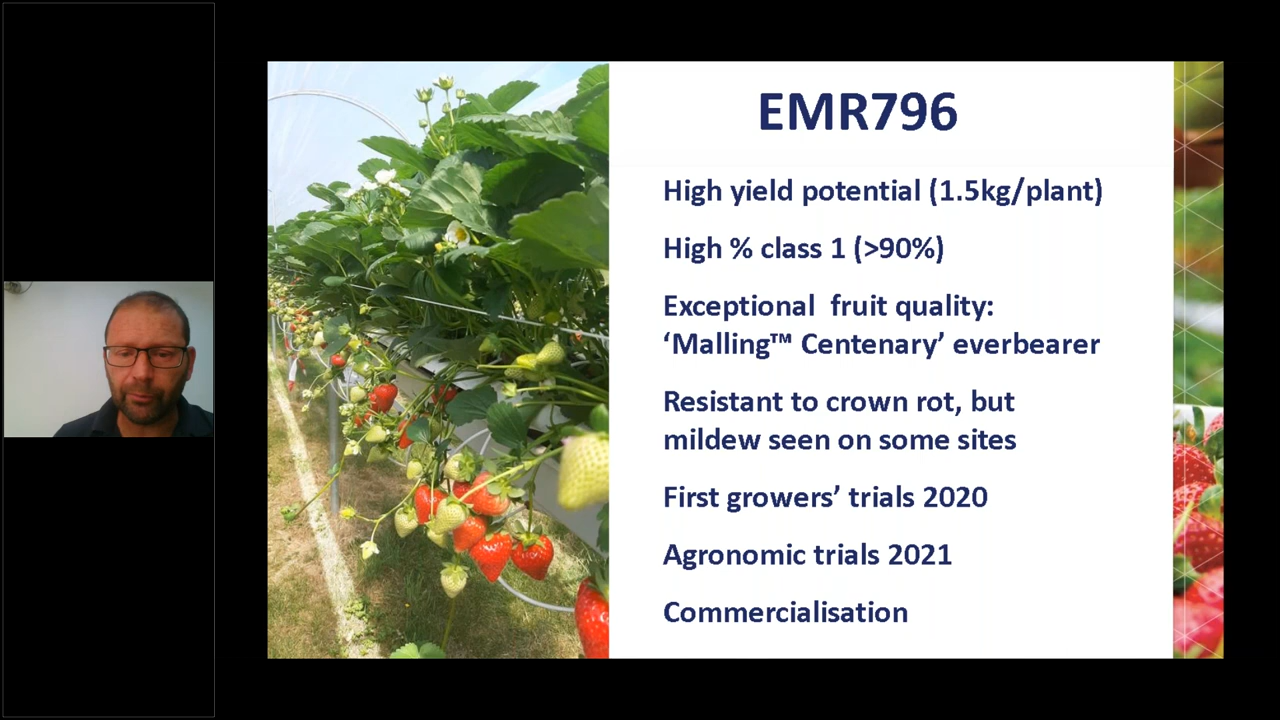 EMR796
High yield potential (1.5kg/plant)
High % class 1 (>90%)
Exceptional  fruit quality:
‘Malling™ Centenary’ everbearer
Resistant to crown rot, but
mildew seen on some sites
First growers’ trials 2020
Agronomic trials 2021
Commercialisation